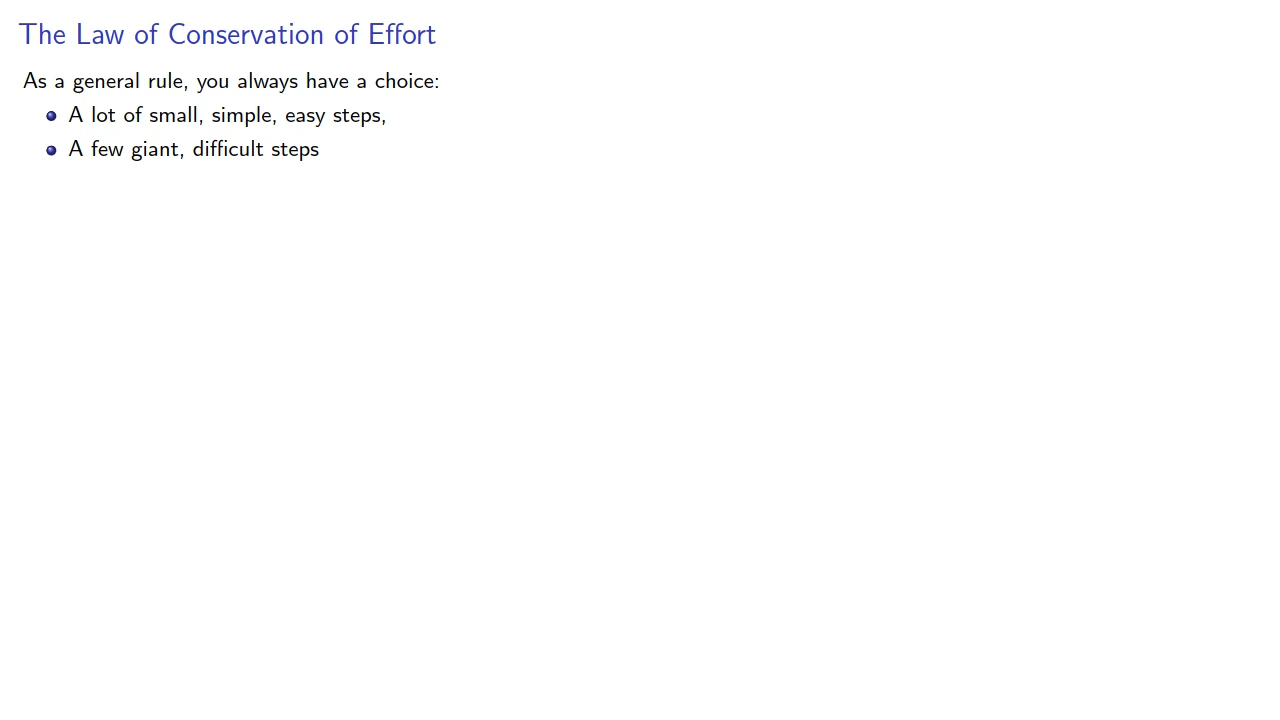 The Law of Conservation of Effort
As a general rule, you always have a choice:
A lot of small, simple, easy steps,
A few giant, difficult steps